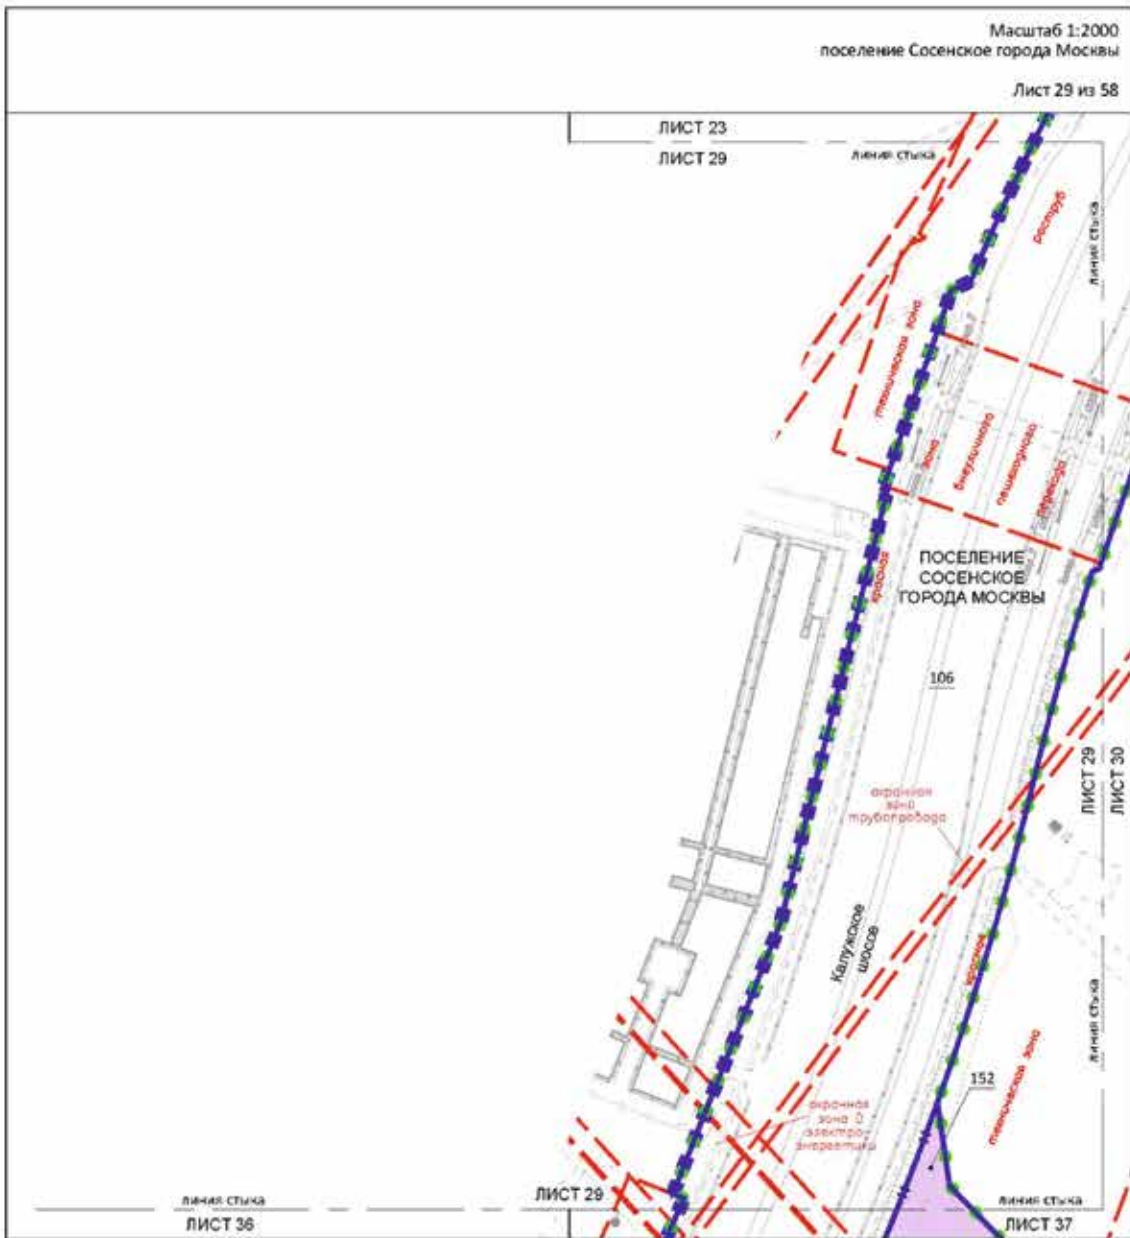 Масштаб 1:2000
поселение Сосенское города Москвы
Лист 29 из 58
ЛИСТ 23
ЛИСТ 29
линия стыка
линия стыка
раструб
техническая зона
зона
перехода
красная
ПОСЕЛЕНИЕ
СОСЕНСКОЕ
ГОРОДА МОСКВЫ
106
ЛИСТ 29
ЛИСТ 30
охранная
зона
трубопровода
Калужское
шоссе
красная
линия стыка
техническая зона
152
охранная
зона
электро-
энергетики
линия стыка
ЛИСТ 36
ЛИСТ 29
линия стыка
ЛИСТ 37